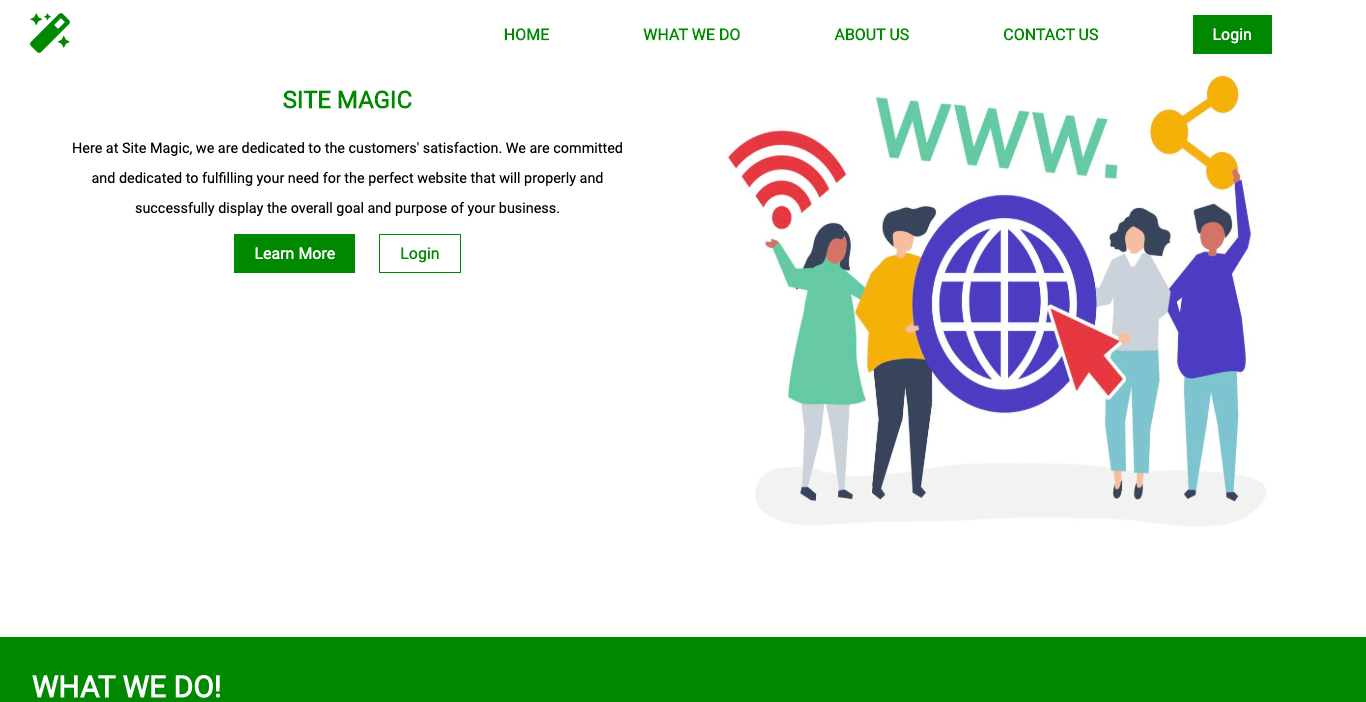 HOME WHAT WE DO ABOUT US CONTACT US Login
SITE MAGIC
Here at Site Magic, we are dedicated to the customers' satisfaction. We are committed
and dedicated to fulfilling your need for the perfect website that will properly and
successfully display the overall goal and purpose of your business.
Learn More Login
WWW.
WHAT WE DO!